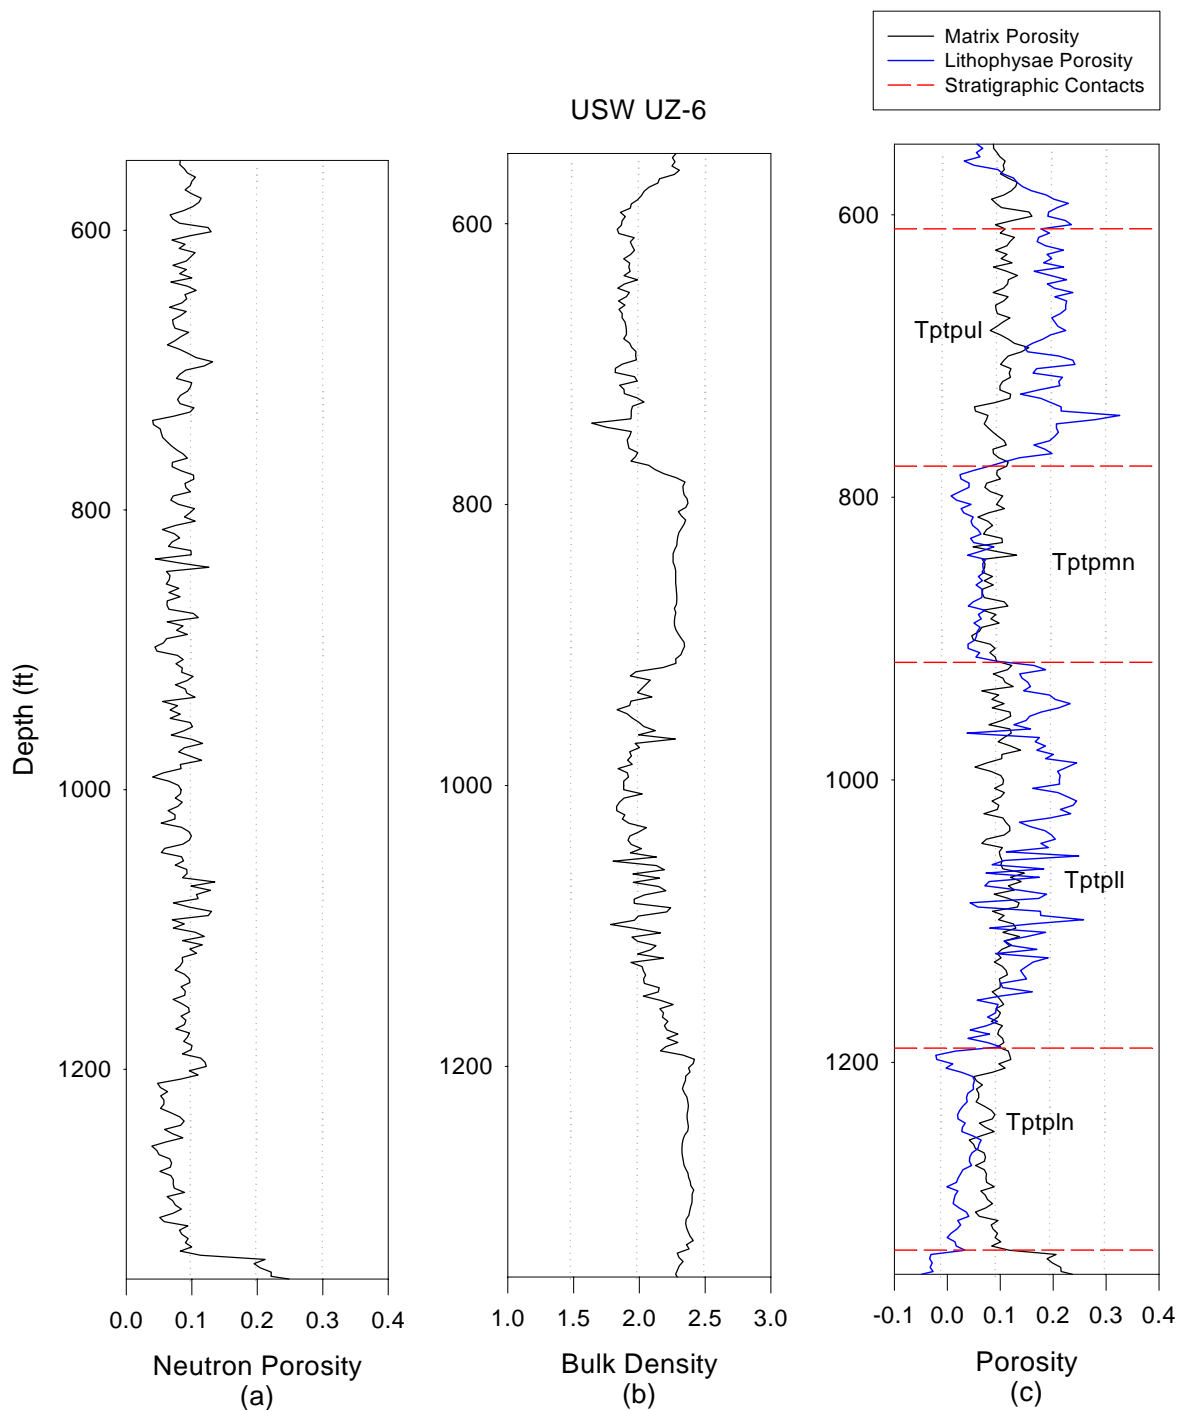 Matrix Porosity
Lithophysae Porosity
Stratigraphic Contacts
USW UZ-6
Depth (ft)
600
800
1000
1200
0.0 0.1 0.2 0.3 0.4
Neutron Porosity
(a)
600
800
1000
1200
1.0 1.5 2.0 2.5 3.0
Bulk Density
(b)
600
800
1000
1200
Tptpul
Tptpmn
Tptpll
Tptpln
-0.1 0.0 0.1 0.2 0.3 0.4
Porosity
(c)